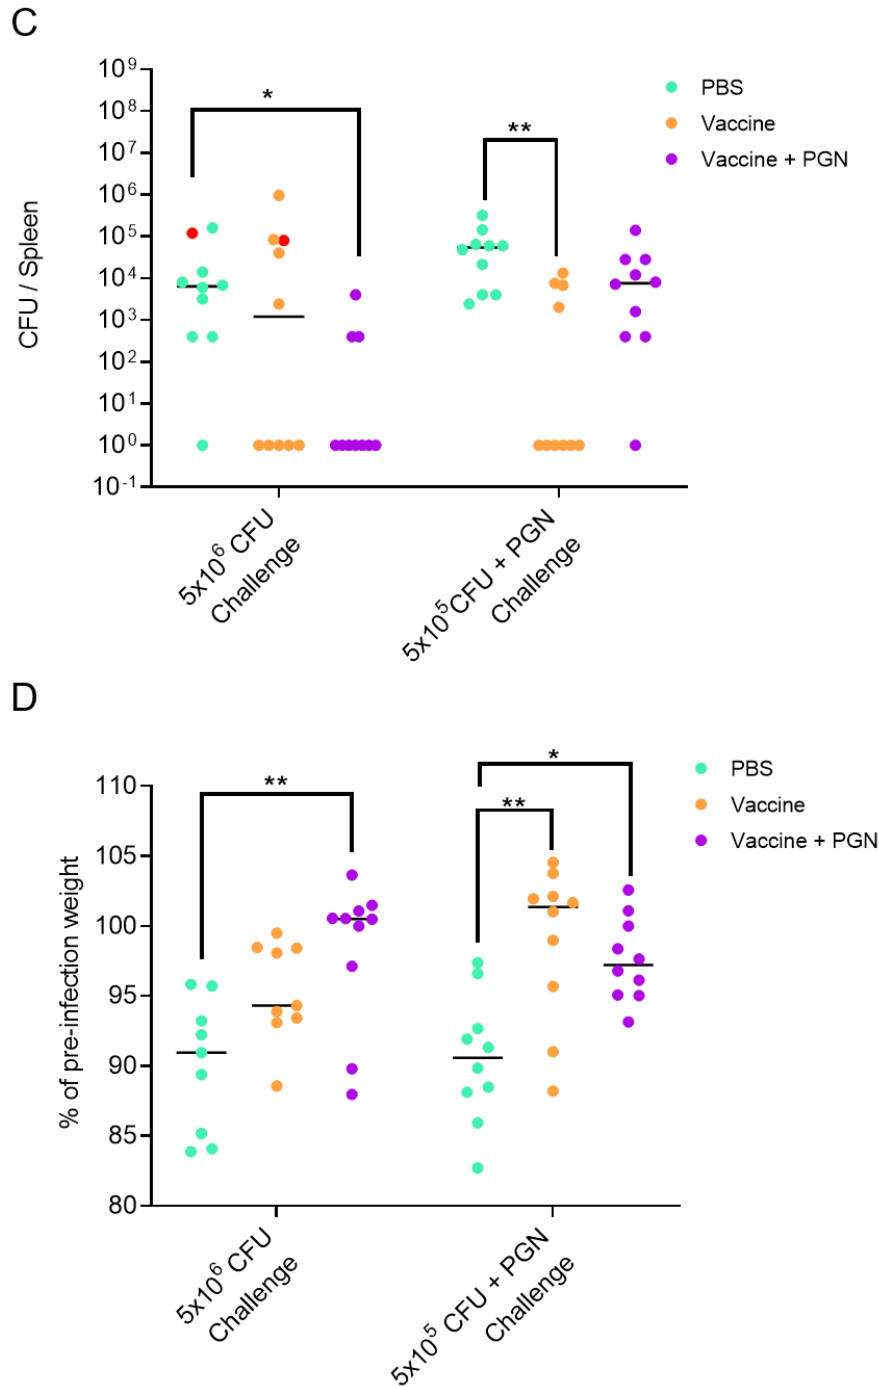 C
10⁹
10⁸
10⁷
10⁶
10⁵
10⁴
10³
10²
10¹
10⁰
10⁻¹
CFU / Spleen
*
**
PBS
Vaccine
Vaccine + PGN
5x10⁶ CFU
Challenge
5x10⁵CFU + PGN
Challenge
D
110
105
100
95
90
85
80
% of pre-infection weight
**
**
*
PBS
Vaccine
Vaccine + PGN
5x10⁶ CFU
Challenge
5x10⁵ CFU + PGN
Challenge